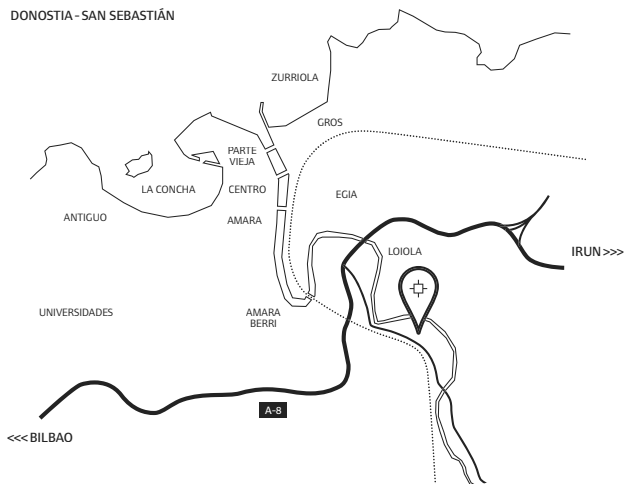 DONOSTIA - SAN SEBASTIÁN
ZURRIOLA
GROS
PARTE
VIEJA
LA CONCHA
CENTRO
EGIA
ANTIGUO
AMARA
LOIOLA
IRUN >>>
UNIVERSIDADES
AMARA
BERRI
A-8
<<< BILBAO